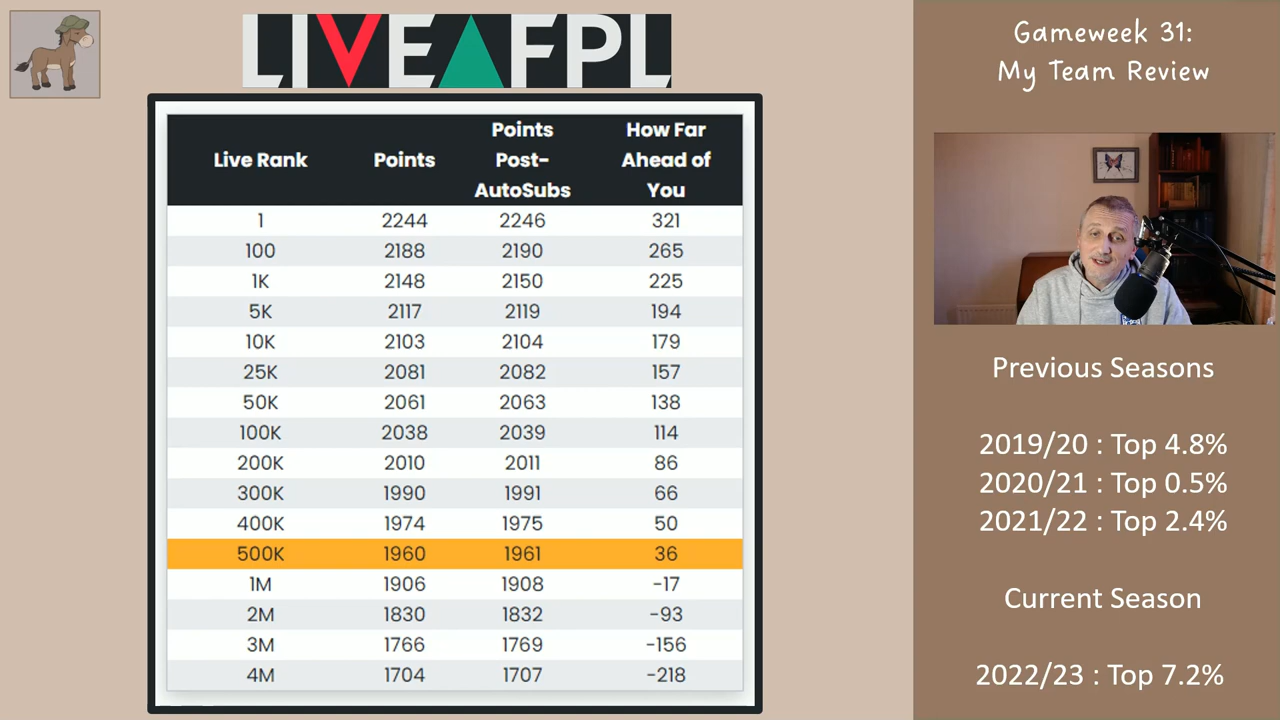 LIVEFPL
Live Rank Points Points Post-AutoSubs How Far Ahead of You
1 2244 2246 321
100 2188 2190 265
1K 2148 2150 225
5K 2117 2119 194
10K 2103 2104 179
25K 2081 2082 157
50K 2061 2063 138
100K 2038 2039 114
200K 2010 2011 86
300K 1990 1991 66
400K 1974 1975 50
500K 1960 1961 36
1M 1906 1908 -17
2M 1830 1832 -93
3M 1766 1769 -156
4M 1704 1707 -218
Gameweek 31:
My Team Review
Previous Seasons
2019/20 : Top 4.8%
2020/21 : Top 0.5%
2021/22 : Top 2.4%
Current Season
2022/23 : Top 7.2%